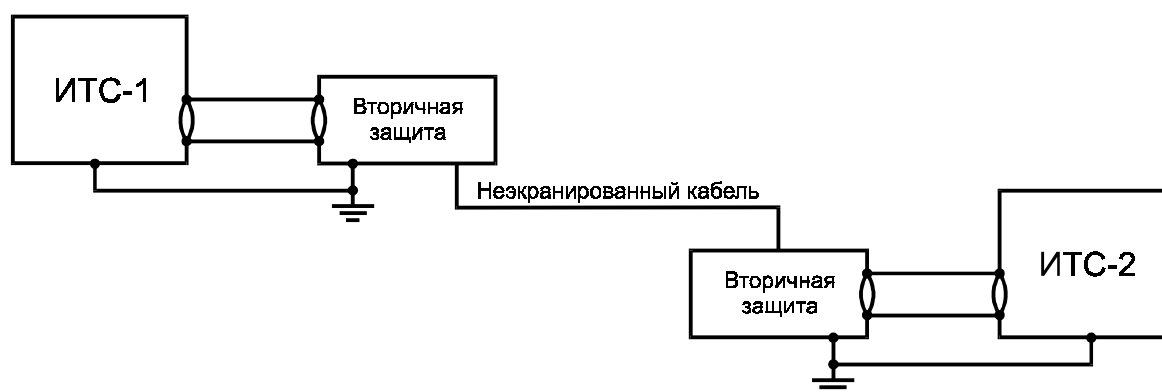 ИТС-1
Вторичная
защита
Неэкранированный кабель
Вторичная
защита
ИТС-2